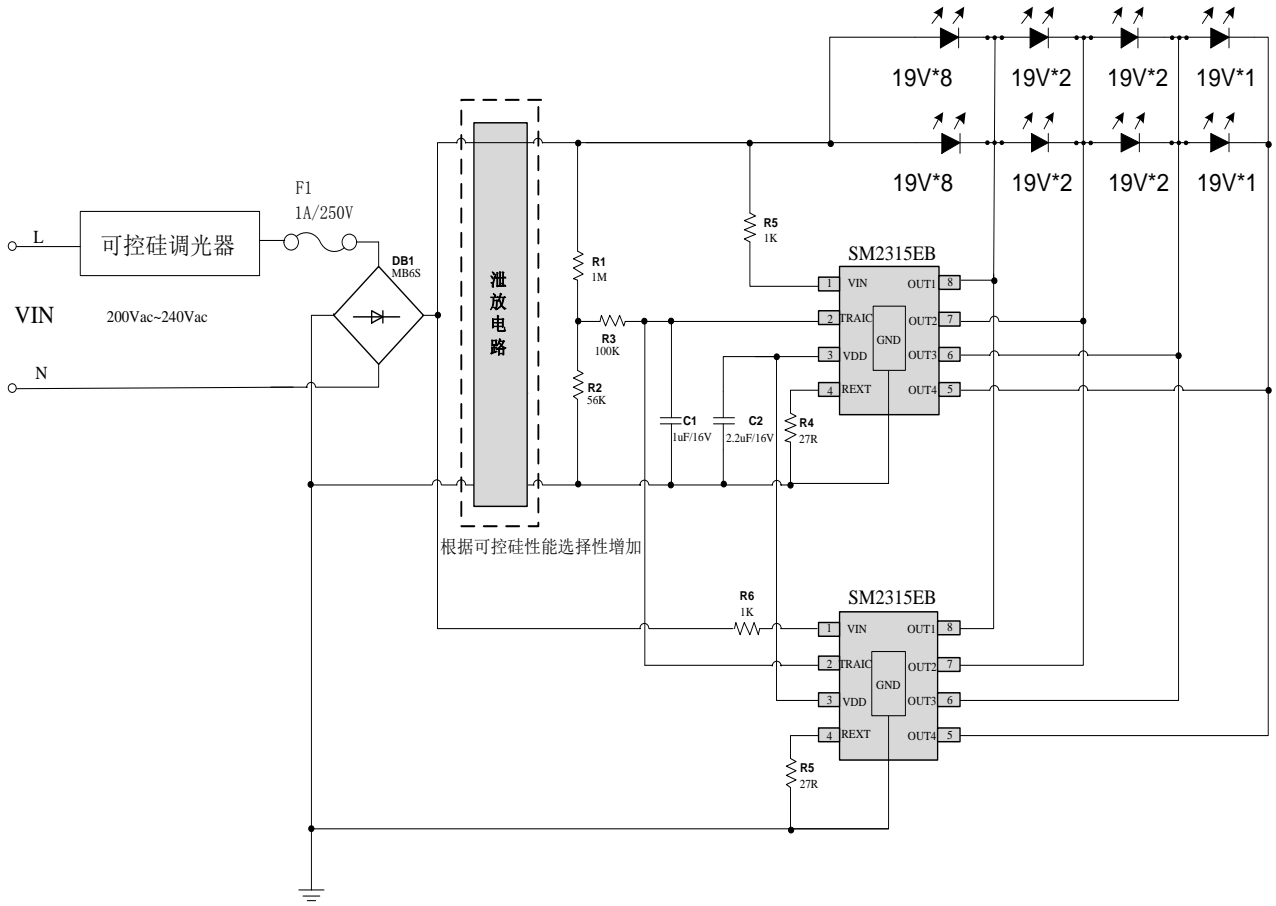 19V*8
19V*2
19V*2
19V*1
19V*8
19V*2
19V*2
19V*1
F1
1A/250V
L
可控硅调光器
DB1
MB6S
VIN
200Vac~240Vac
N
泄放电路
根据可控硅性能选择性增加
R1
1M
R3
100K
R2
56K
C1
1uF/16V
C2
2.2uF/16V
R5
1K
R4
27R
SM2315EB
1
VIN
OUT1
8
2
TRAIC
OUT2
7
GND
3
VDD
OUT3
6
4
REXT
OUT4
5
R6
1K
SM2315EB
1
VIN
OUT1
8
2
TRAIC
OUT2
7
GND
3
VDD
OUT3
6
4
REXT
OUT4
5
R5
27R